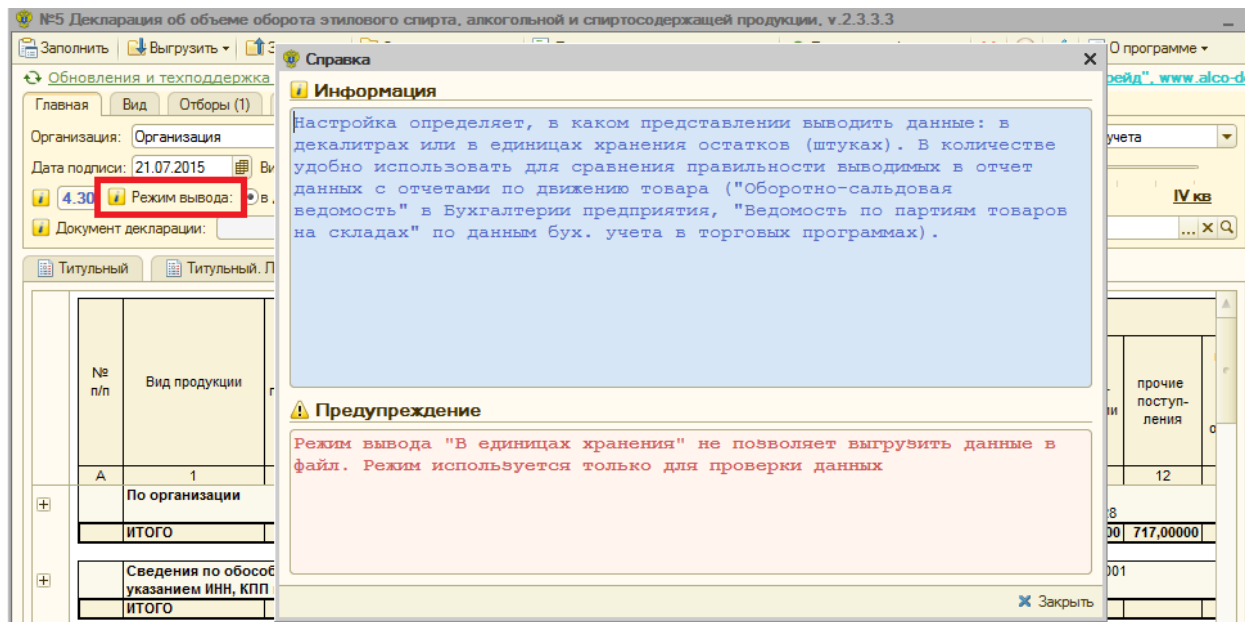 №5 Декларация об объеме оборота этилового спирта, алкогольной и спиртосодержащей продукции, v.2.3.3.3
Заполнить Выгрузить О программе
Обновления и техподдержка рейд", www.alco-d
Справка
Информация
Настройка определяет, в каком представлении выводить данные: в
декалитрах или в единицах хранения остатков (штуках). В количестве
удобно использовать для сравнения правильности выводимых в отчет
данных с отчетами по движению товара ("Оборотно-сальдовая
ведомость" в Бухгалтерии предприятия, "Ведомость по партиям товаров
на складах" по данным бух. учета в торговых программах).
Предупреждение
Режим вывода "В единицах хранения" не позволяет выгрузить данные в
файл. Режим используется только для проверки данных
Закрыть
Главная Вид Отборы (1)
Организация: Организация учета
Дата подписи: 21.07.2015 Ви
4.30 Режим вывода: в IV кв
Документ декларации: ...
Титульный Титульный. Л
№
п/п
Вид продукции
прочие
поступ-
ления
А 1 12
По организации
ИТОГО 00 717,00000
Сведения по обособ 001
указанием ИНН, КПП
ИТОГО